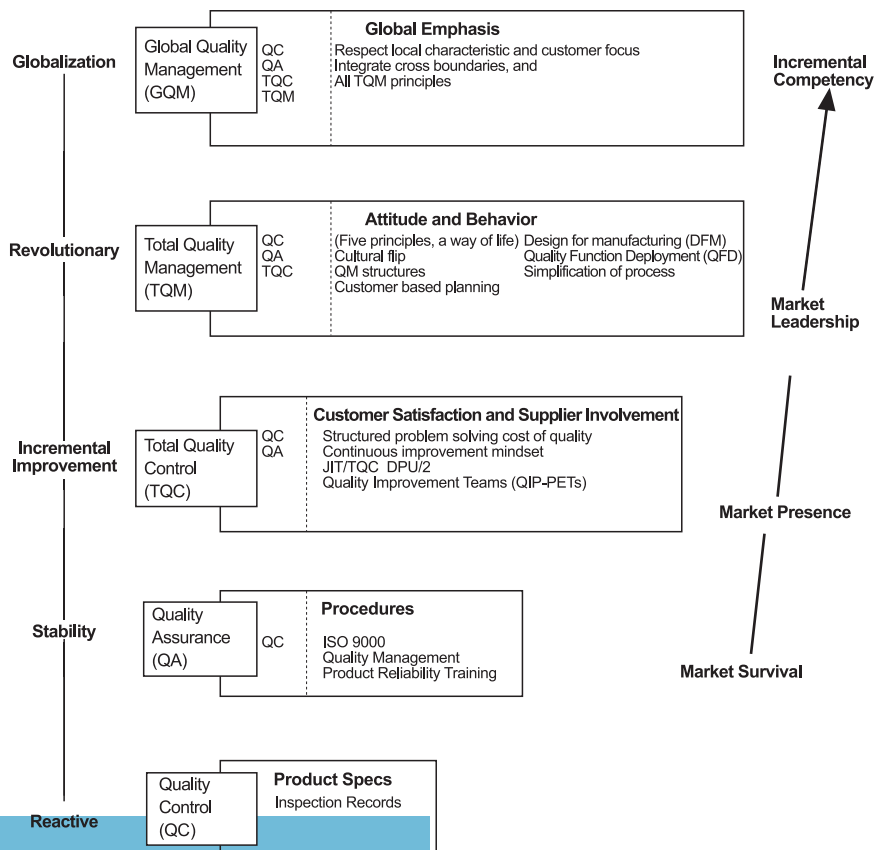 Globalization
Global Quality
Management
(GQM)
QC
QA
TQC
TQM
Global Emphasis
Respect local characteristic and customer focus
Integrate cross boundaries, and
All TQM principles
Incremental
Competency
Revolutionary
Total Quality
Management
(TQM)
QC
QA
TQC
Attitude and Behavior
(Five principles, a way of life)
Cultural flip
QM structures
Customer based planning
Design for manufacturing (DFM)
Quality Function Deployment (QFD)
Simplification of process
Market
Leadership
Incremental
Improvement
Total Quality
Control
(TQC)
QC
QA
Customer Satisfaction and Supplier Involvement
Structured problem solving cost of quality
Continuous improvement mindset
JIT/TQC DPU/2
Quality Improvement Teams (QIP-PETs)
Market Presence
Stability
Quality
Assurance
(QA)
QC
Procedures
ISO 9000
Quality Management
Product Reliability Training
Market Survival
Reactive
Quality
Control
(QC)
Product Specs
Inspection Records